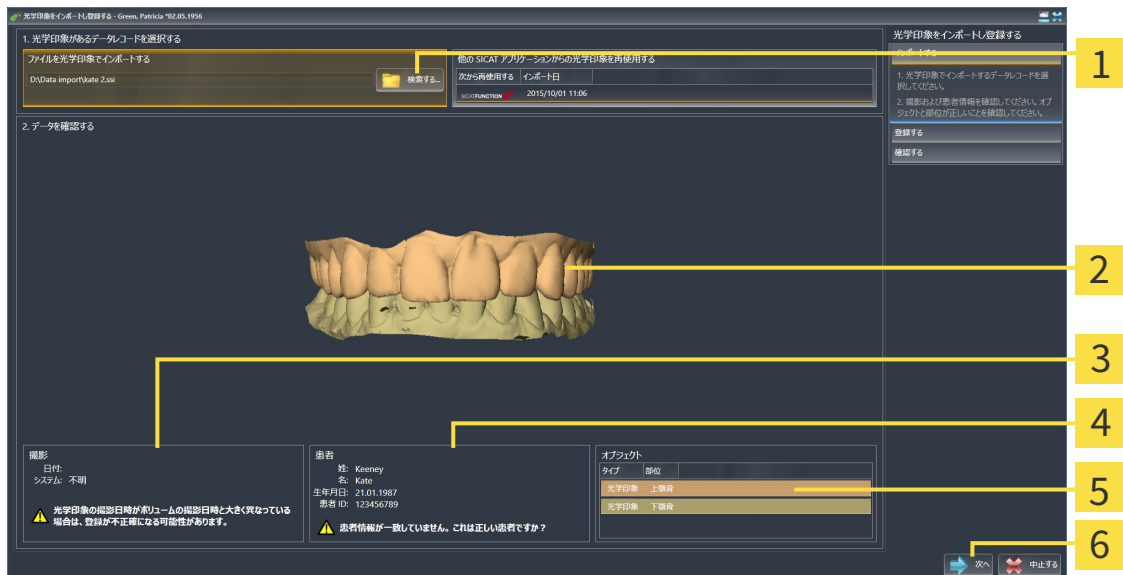 光学印象をインポートし登録する - Green, Patricia *02.05.1956
1. 光学印象があるデータレコードを選択する
ファイルを光学印象でインポートする
D:\Data import\kate 2.ssi
検索する...
他の SICAT アプリケーションからの光学印象を再使用する
次から再使用する インポート日
SICAT FUNCTION 2015/10/01 11:06
光学印象をインポートし登録する
インポートする
1. 光学印象でインポートするデータレコードを選
択してください。
2. 撮影および患者情報を確認してください。オブ
ジェクトと部位が正しいことを確認してください。
登録する
確認する
1
2. データを確認する
2
3
4
撮影
日付:
システム: 不明
光学印象の撮影日時がボリュームの撮影日時と大きく異なっている
場合は、登録が不正確になる可能性があります。
患者
姓: Keeney
名: Kate
生年月日: 21.01.1987
患者 ID: 123456789
患者情報が一致していません。これは正しい患者ですか？
オブジェクト
タイプ 部位
光学印象 上顎骨
光学印象 下顎骨
5
6
次へ
中止する